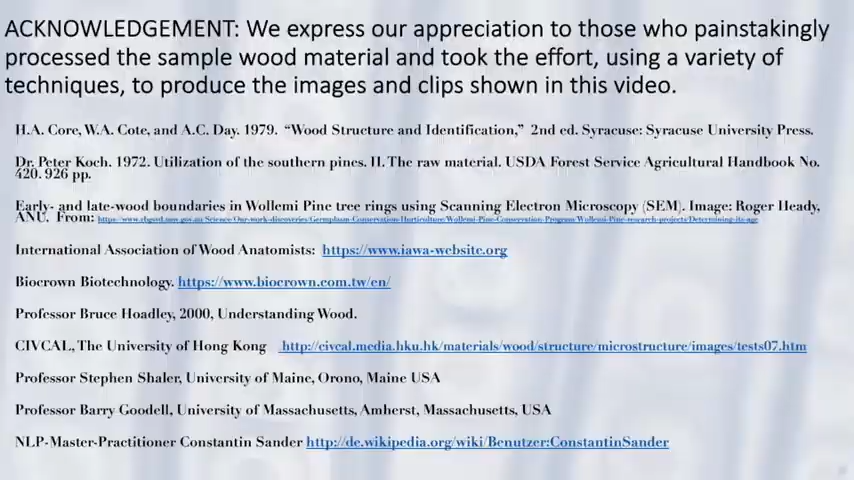 ACKNOWLEDGEMENT: We express our appreciation to those who painstakingly
processed the sample wood material and took the effort, using a variety of
techniques, to produce the images and clips shown in this video.
H.A. Core, W.A. Cote, and A.C. Day. 1979. “Wood Structure and Identification,” 2nd ed. Syracuse: Syracuse University Press.
Dr. Peter Koch. 1972. Utilization of the southern pines. II. The raw material. USDA Forest Service Agricultural Handbook No.
420. 926 pp.
Early- and late-wood boundaries in Wollemi Pine tree rings using Scanning Electron Microscopy (SEM). Image: Roger Heady,
ANU. From:
International Association of Wood Anatomists: https://www.iawa-website.org
Biocrown Biotechnology. https://www.biocrown.com.tw/en/
Professor Bruce Hoadley, 2000, Understanding Wood.
CIVCAL, The University of Hong Kong http://civcal.media.hku.hk/materials/wood/structure/microstructure/images/tests07.htm
Professor Stephen Shaler, University of Maine, Orono, Maine USA
Professor Barry Goodell, University of Massachusetts, Amherst, Massachusetts, USA
NLP-Master-Practitioner Constantin Sander http://de.wikipedia.org/wiki/Benutzer:ConstantinSander